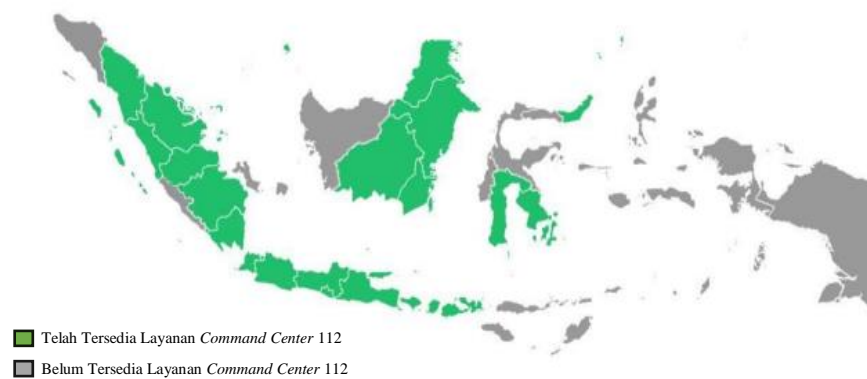 Telah Tersedia Layanan Command Center 112
Belum Tersedia Layanan Command Center 112